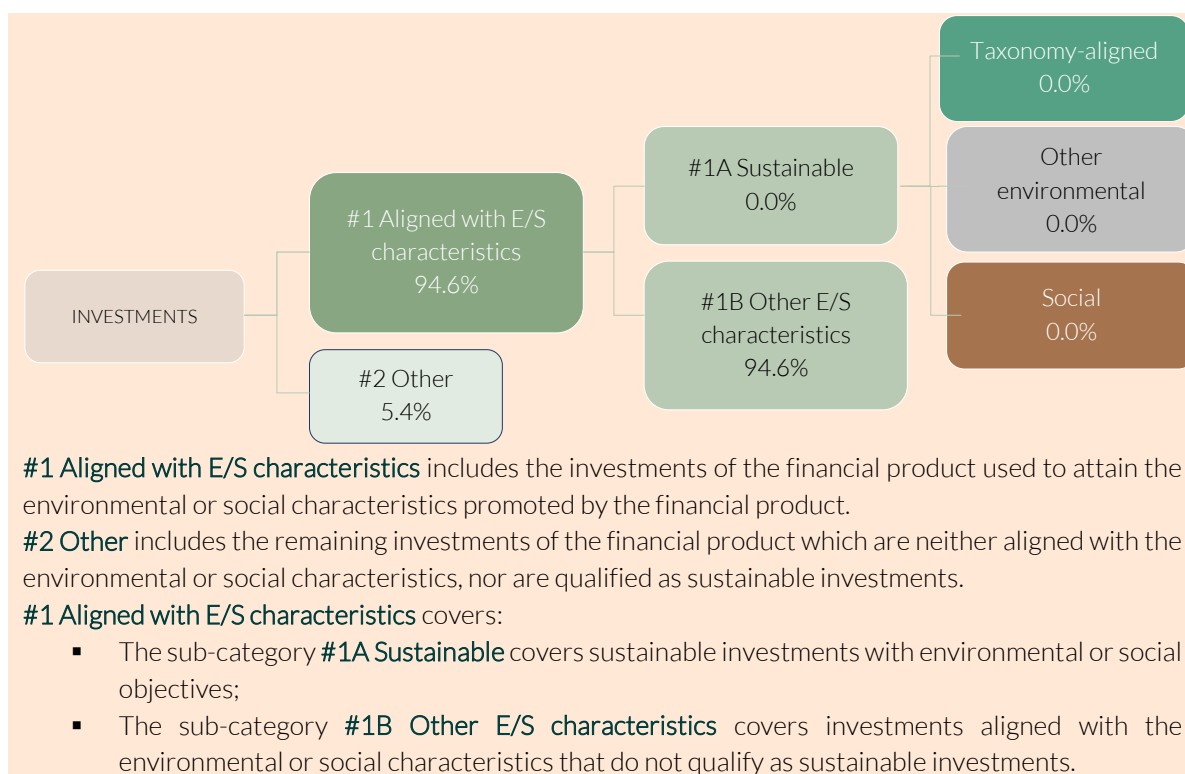 Taxonomy-aligned
0.0%
#1A Sustainable
0.0%
Other
environmental
0.0%
#1 Aligned with E/S
characteristics
94.6%
INVESTMENTS
#1B Other E/S
characteristics
94.6%
Social
0.0%
#2 Other
5.4%
#1 Aligned with E/S characteristics includes the investments of the financial product used to attain the
environmental or social characteristics promoted by the financial product.
#2 Other includes the remaining investments of the financial product which are neither aligned with the
environmental or social characteristics, nor are qualified as sustainable investments.
#1 Aligned with E/S characteristics covers:
▪ The sub-category #1A Sustainable covers sustainable investments with environmental or social
objectives;
▪ The sub-category #1B Other E/S characteristics covers investments aligned with the
environmental or social characteristics that do not qualify as sustainable investments.